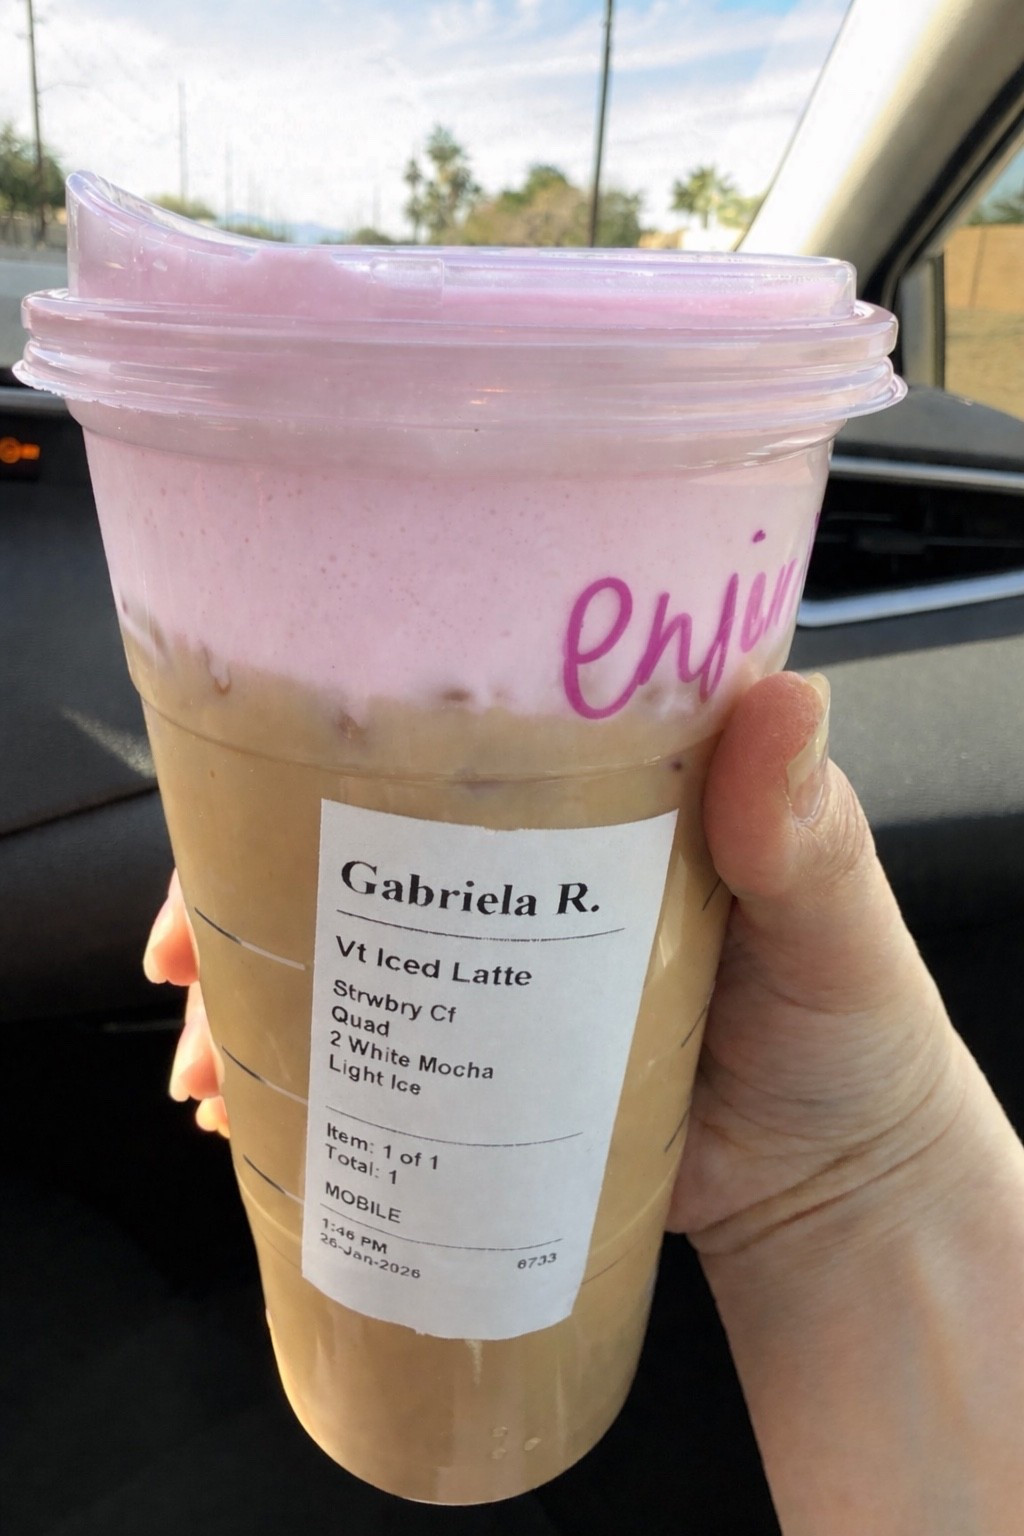 enjoy
Gabriela R.
Vt Iced Latte
Strwbry Cf
Quad
2 White Mocha
Light Ice
Item: 1 of 1
Total: 1
MOBILE
1:46 PM
26-Jan-2026
6733